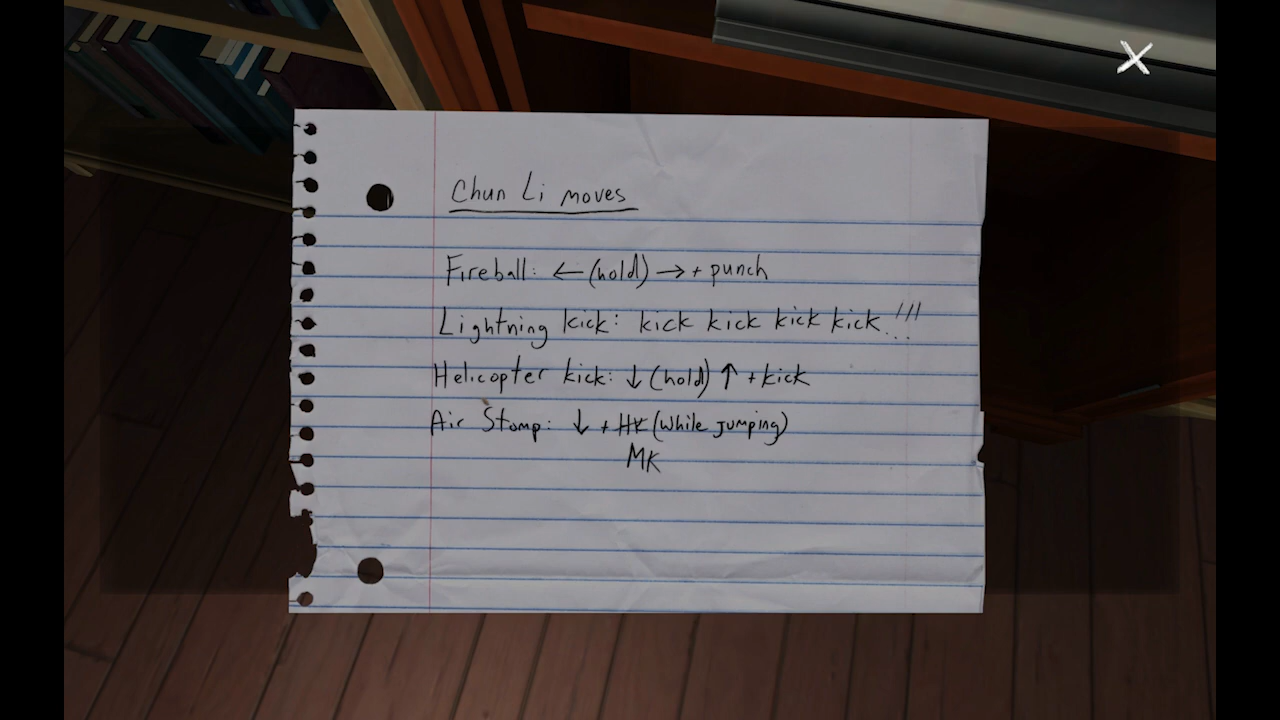 Chun Li moves
Fireball: ← (hold) → + punch
Lightning kick: kick kick kick kick...!!!
Helicopter kick: ↓ (hold) ↑ + kick
Air Stomp: ↓ + HK (while jumping)
MK